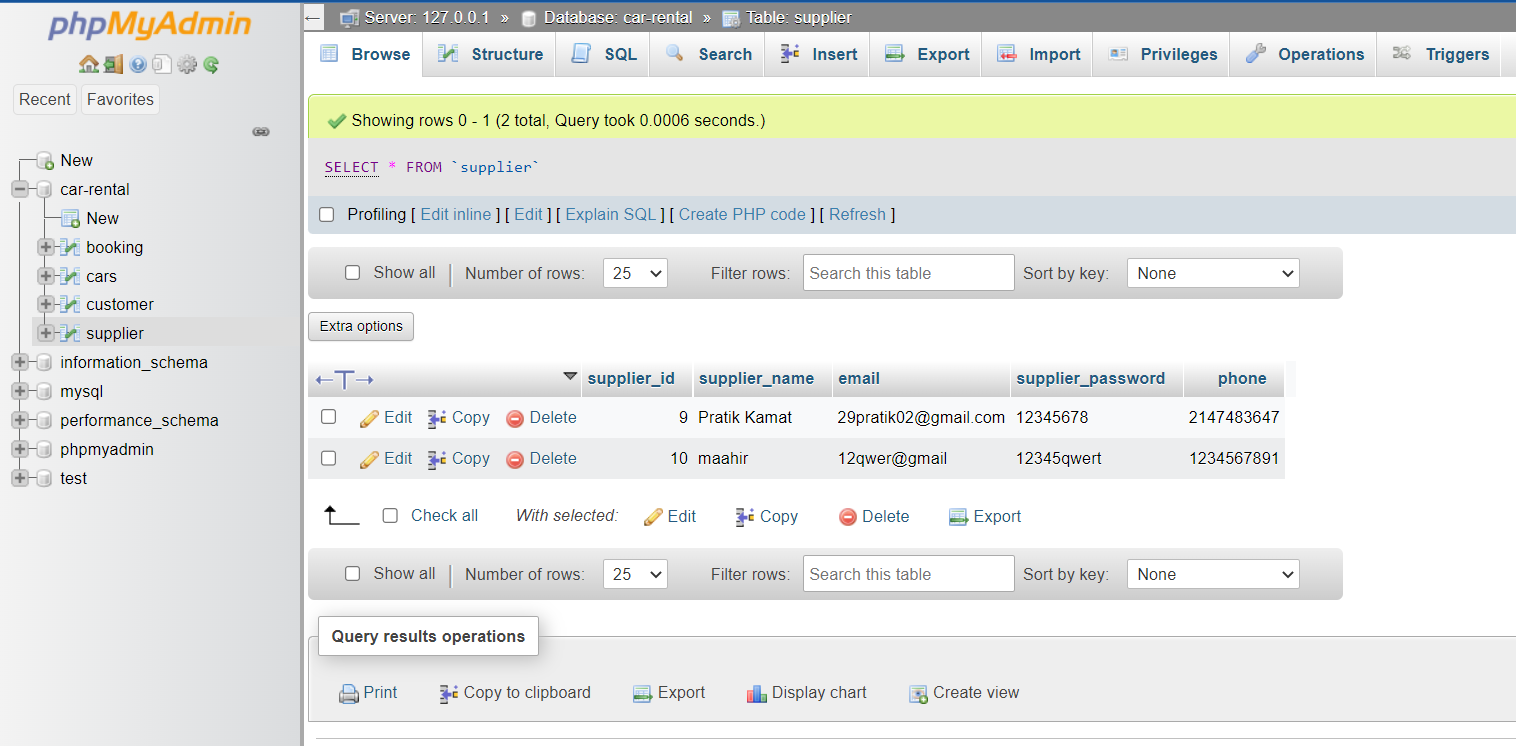 phpMyAdmin
Recent Favorites
New
car-rental
New
booking
cars
customer
supplier
information_schema
mysql
performance_schema
phpmyadmin
test
Server: 127.0.0.1 » Database: car-rental » Table: supplier
Browse Structure SQL Search Insert Export Import Privileges Operations Triggers
Showing rows 0 - 1 (2 total, Query took 0.0006 seconds.)
SELECT * FROM `supplier`
Profiling [ Edit inline ] [ Edit ] [ Explain SQL ] [ Create PHP code ] [ Refresh ]
Show all Number of rows: 25 Filter rows: Search this table Sort by key: None
Extra options
←T→ supplier_id supplier_name email supplier_password phone
Edit Copy Delete 9 Pratik Kamat 29pratik02@gmail.com 12345678 2147483647
Edit Copy Delete 10 maahir 12qwer@gmail 12345qwert 1234567891
Check all With selected: Edit Copy Delete Export
Show all Number of rows: 25 Filter rows: Search this table Sort by key: None
Query results operations
Print Copy to clipboard Export Display chart Create view